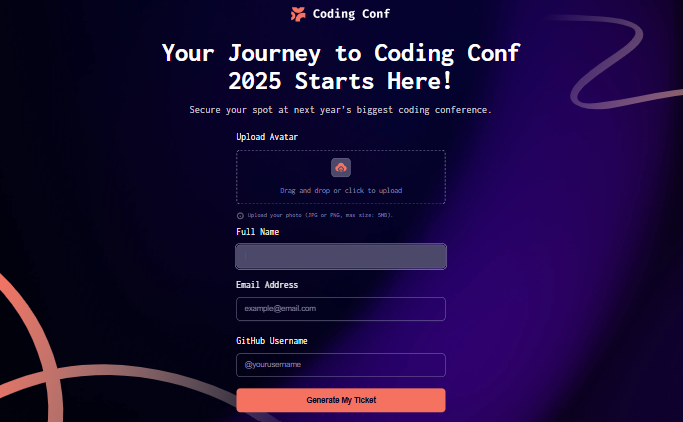 Coding Conf
Your Journey to Coding Conf
2025 Starts Here!
Secure your spot at next year's biggest coding conference.
Upload Avatar
Drag and drop or click to upload
Upload your photo (JPG or PNG, max size: 5MB).
Full Name
Email Address
example@email.com
GitHub Username
@yourusername
Generate My Ticket